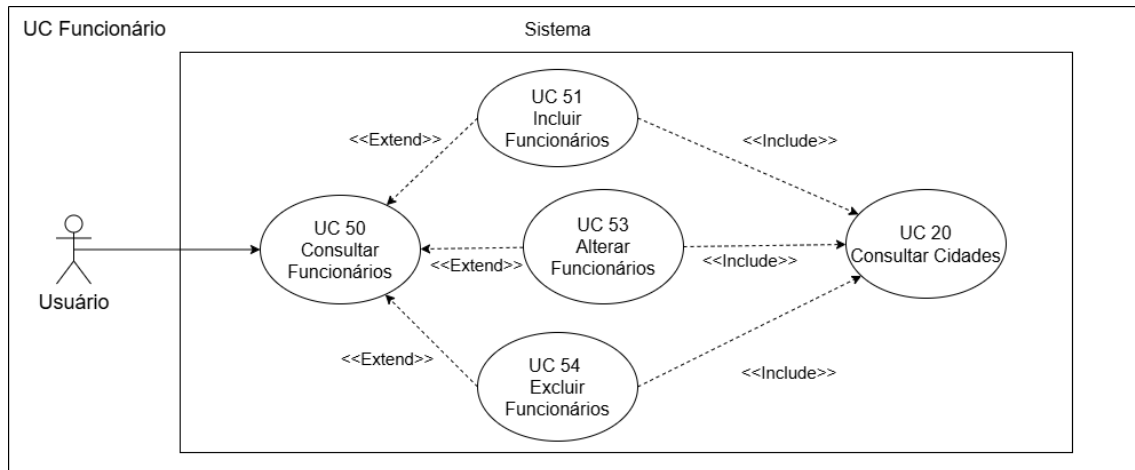 UC Funcionário
Sistema
UC 51
Incluir
Funcionários
<<Extend>>
<<Include>>
UC 50
Consultar
Funcionários
UC 53
Alterar
Funcionários
<<Extend>>
<<Include>>
UC 20
Consultar Cidades
Usuário
<<Extend>>
UC 54
Excluir
Funcionários
<<Include>>